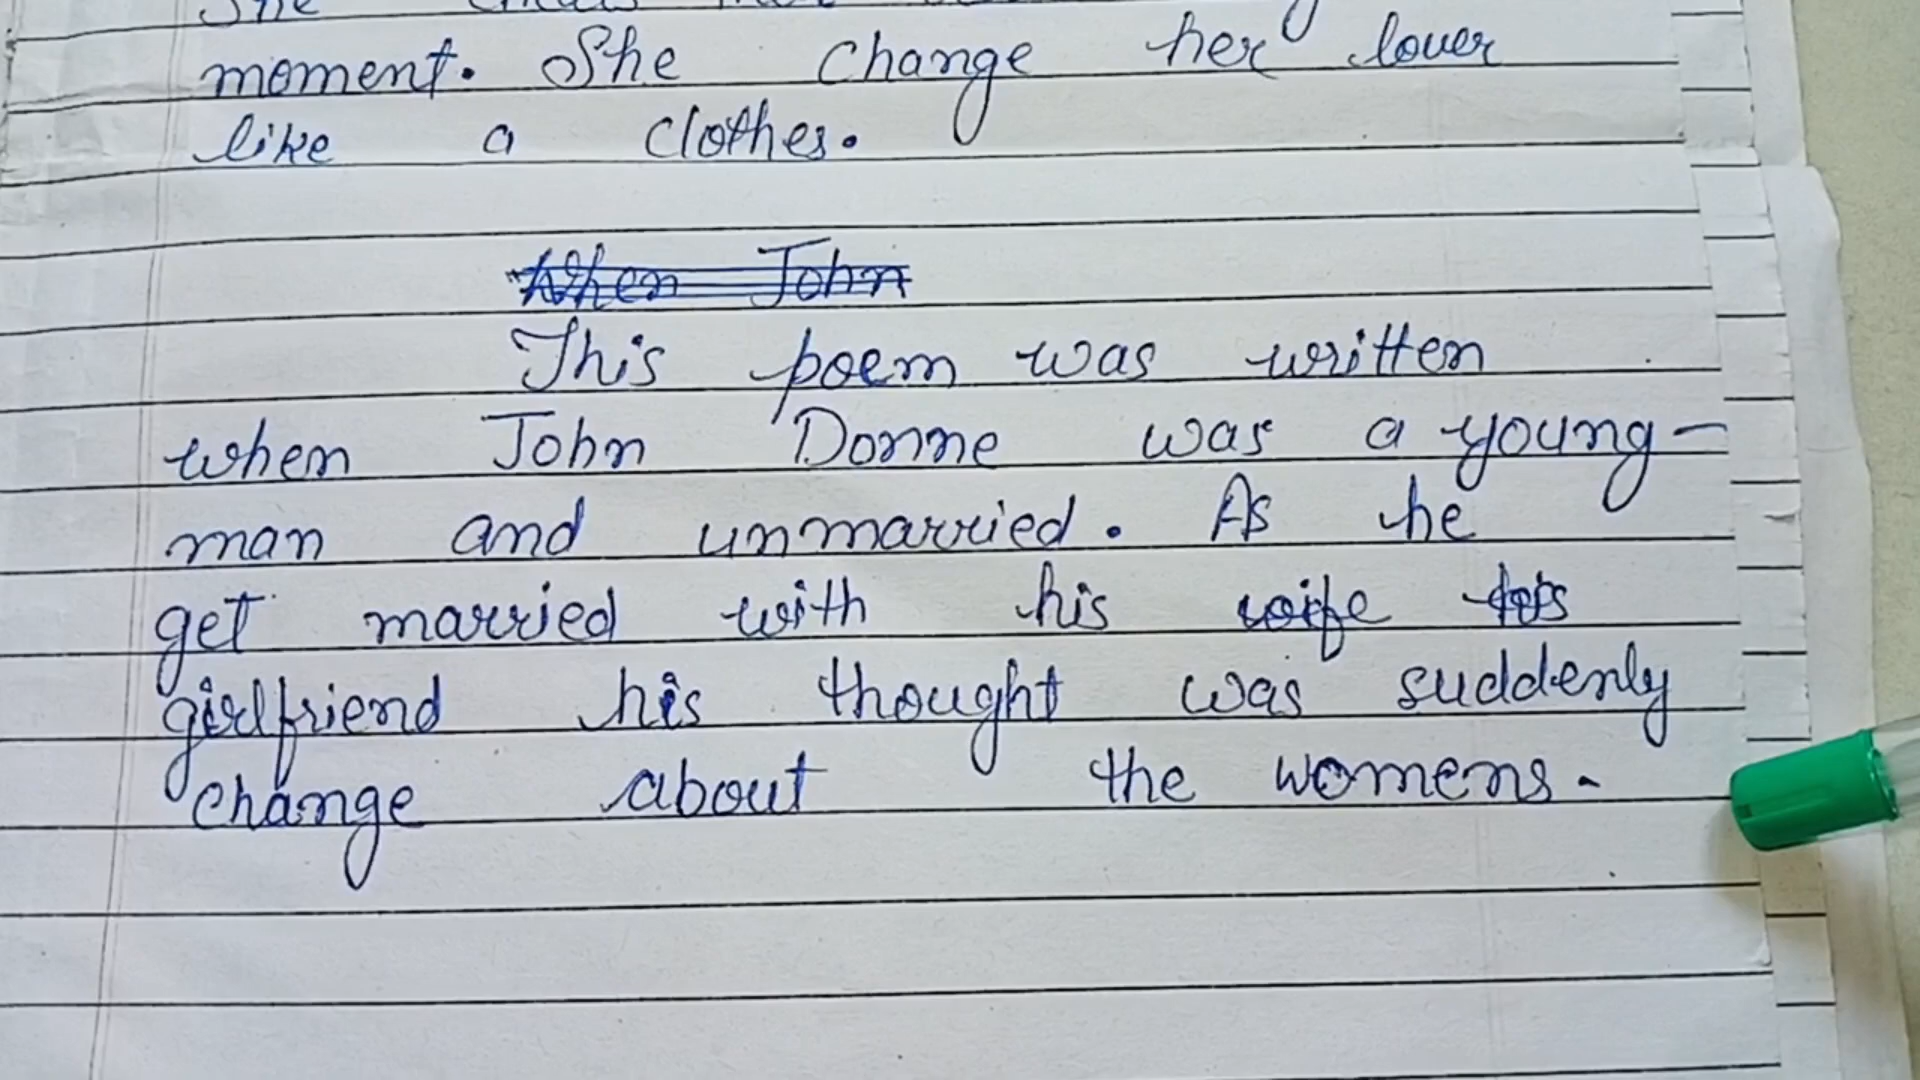 She
moment. She change her lover
like a clothes.
When John
This poem was written
when John Donne was a young-
man and unmarried. As he
get married with his wife
girlfriend his thought was suddenly
change about the womens.